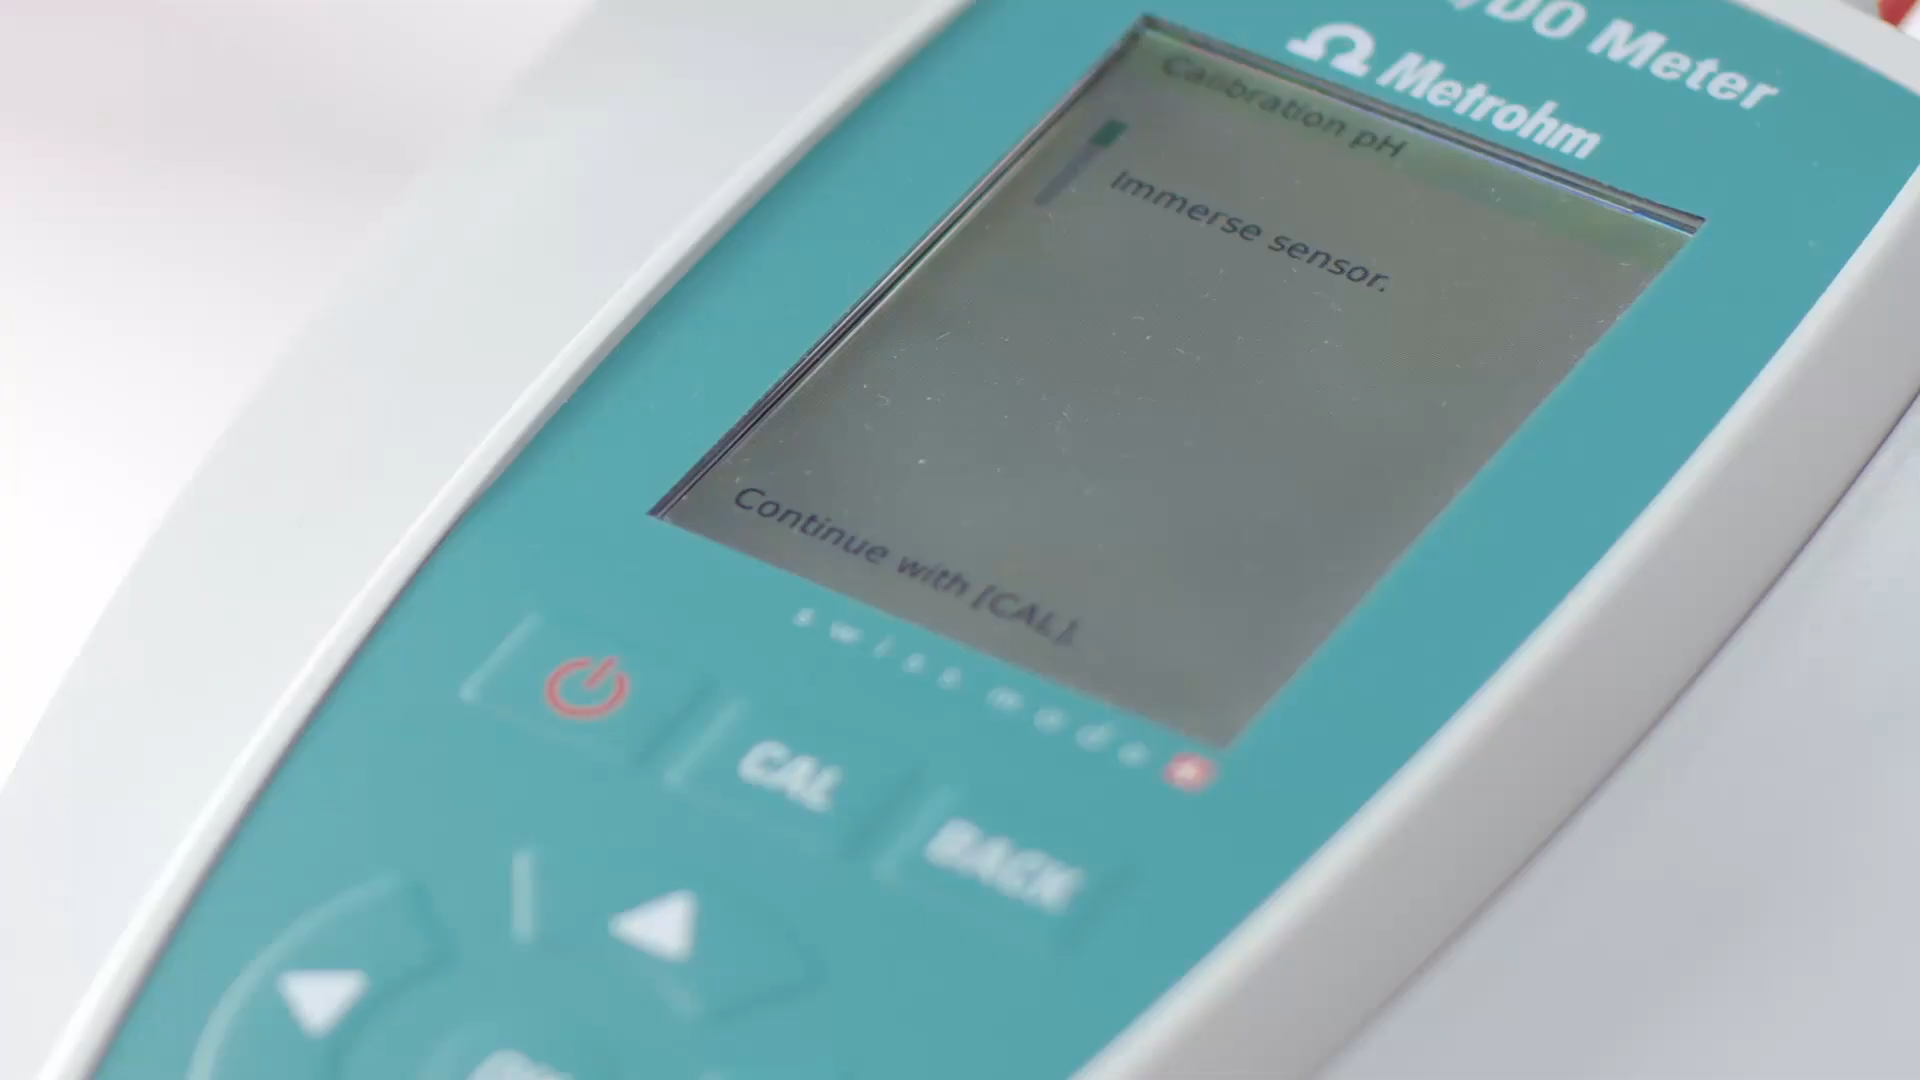 /DO Meter
Metrohm
Calibration pH
Immerse sensor.
Continue with [CAL].
swiss made
CAL
BACK